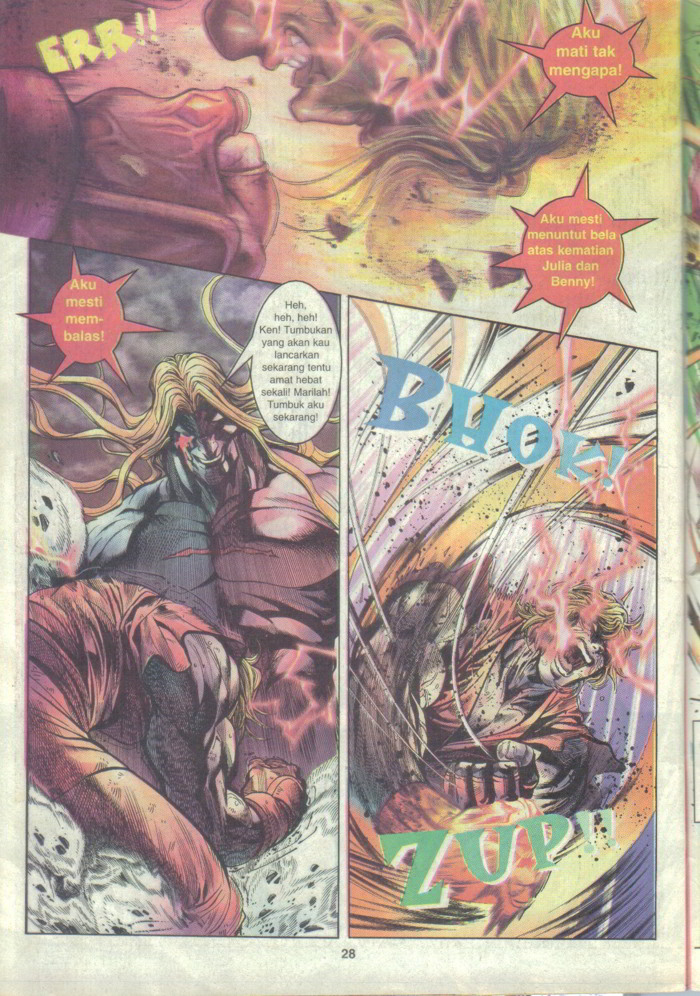 ERR!!
Aku
mati tak
mengapa!
Aku mesti
menuntut bela
atas kematian
Julia dan
Benny!
Aku
mesti
mem-
balas!
Heh,
heh, heh!
Ken! Tumbukan
yang akan kau
lancarkan
sekarang tentu
amat hebat
sekali! Marilah!
Tumbuk aku
sekarang!
BHOK!
ZUP!!
28